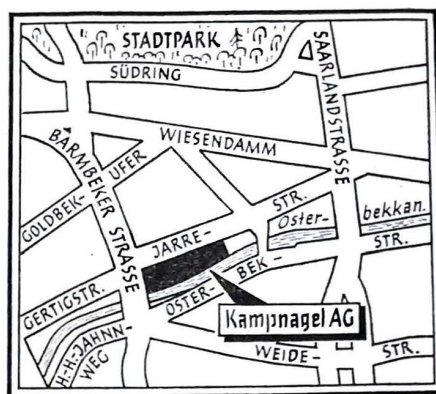 STADTPARK
SÜDRING
SAARLANDSTRASSE
WIESENDAMM
BARMBEKER STRASSE
GOLDBEK-
UFER
JARRE-
STR.
Oster-
bekkan.
GERTIGSTR.
OSTER-
BEK-
STR.
Kampnagel AG
H.-H.-JAHNN-
WEG
WEIDE-
STR.